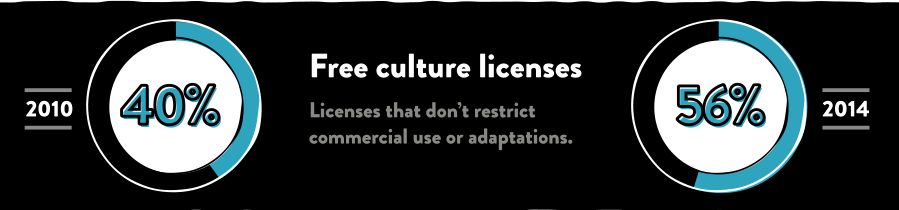 2010
40%
Free culture licenses
Licenses that don't restrict
commercial use or adaptations.
56%
2014